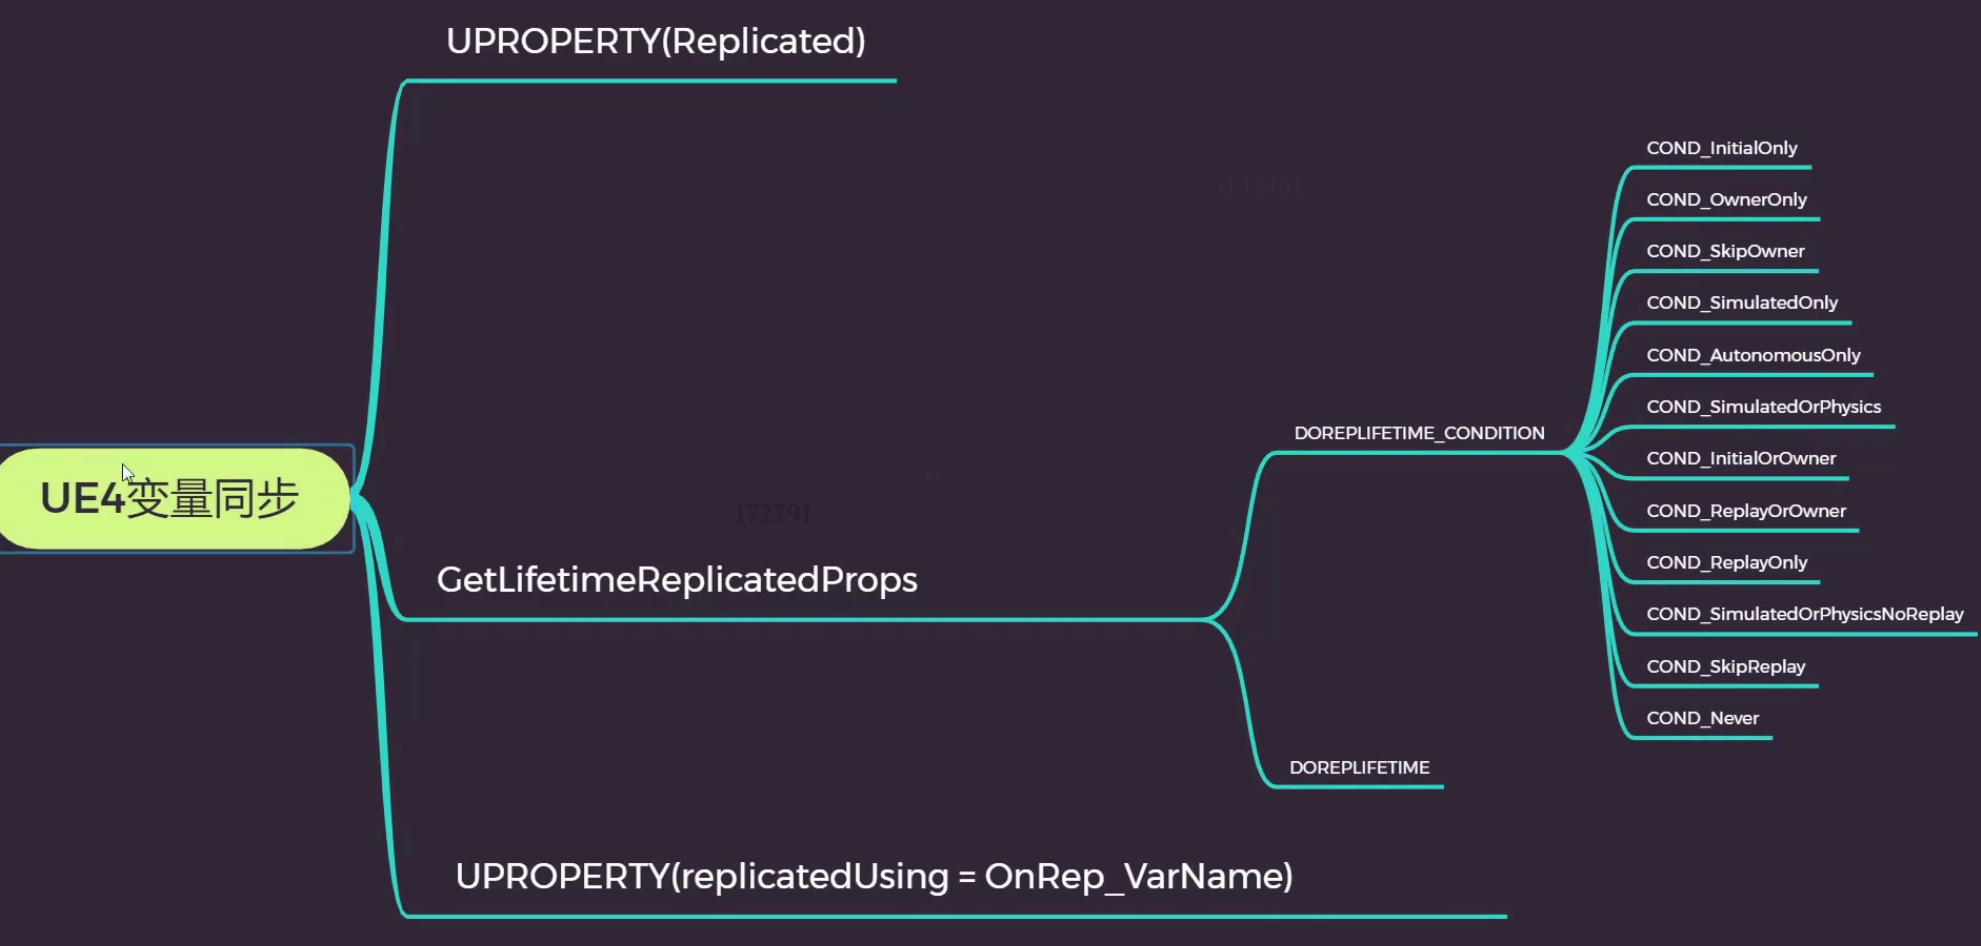 UPROPERTY(Replicated)
COND_InitialOnly
COND_OwnerOnly
COND_SkipOwner
COND_SimulatedOnly
COND_AutonomousOnly
COND_SimulatedOrPhysics
DOREPLIFETIME_CONDITION
COND_InitialOrOwner
UE4变量同步
COND_ReplayOrOwner
172791
COND_ReplayOnly
GetLifetimeReplicatedProps
COND_SimulatedOrPhysicsNoReplay
COND_SkipReplay
COND_Never
DOREPLIFETIME
UPROPERTY(replicatedUsing = OnRep_VarName)